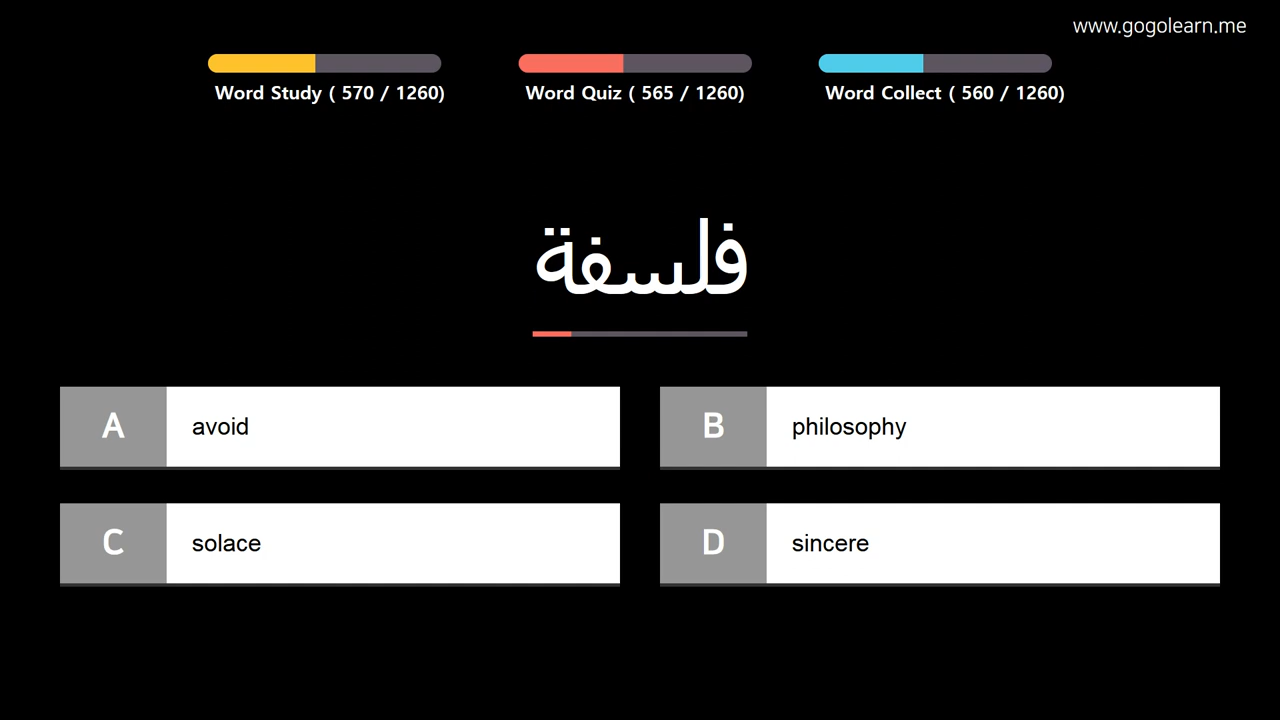 www.gogolearn.me
Word Study ( 570 / 1260)
Word Quiz ( 565 / 1260)
Word Collect ( 560 / 1260)
فلسفة
A
avoid
B
philosophy
C
solace
D
sincere